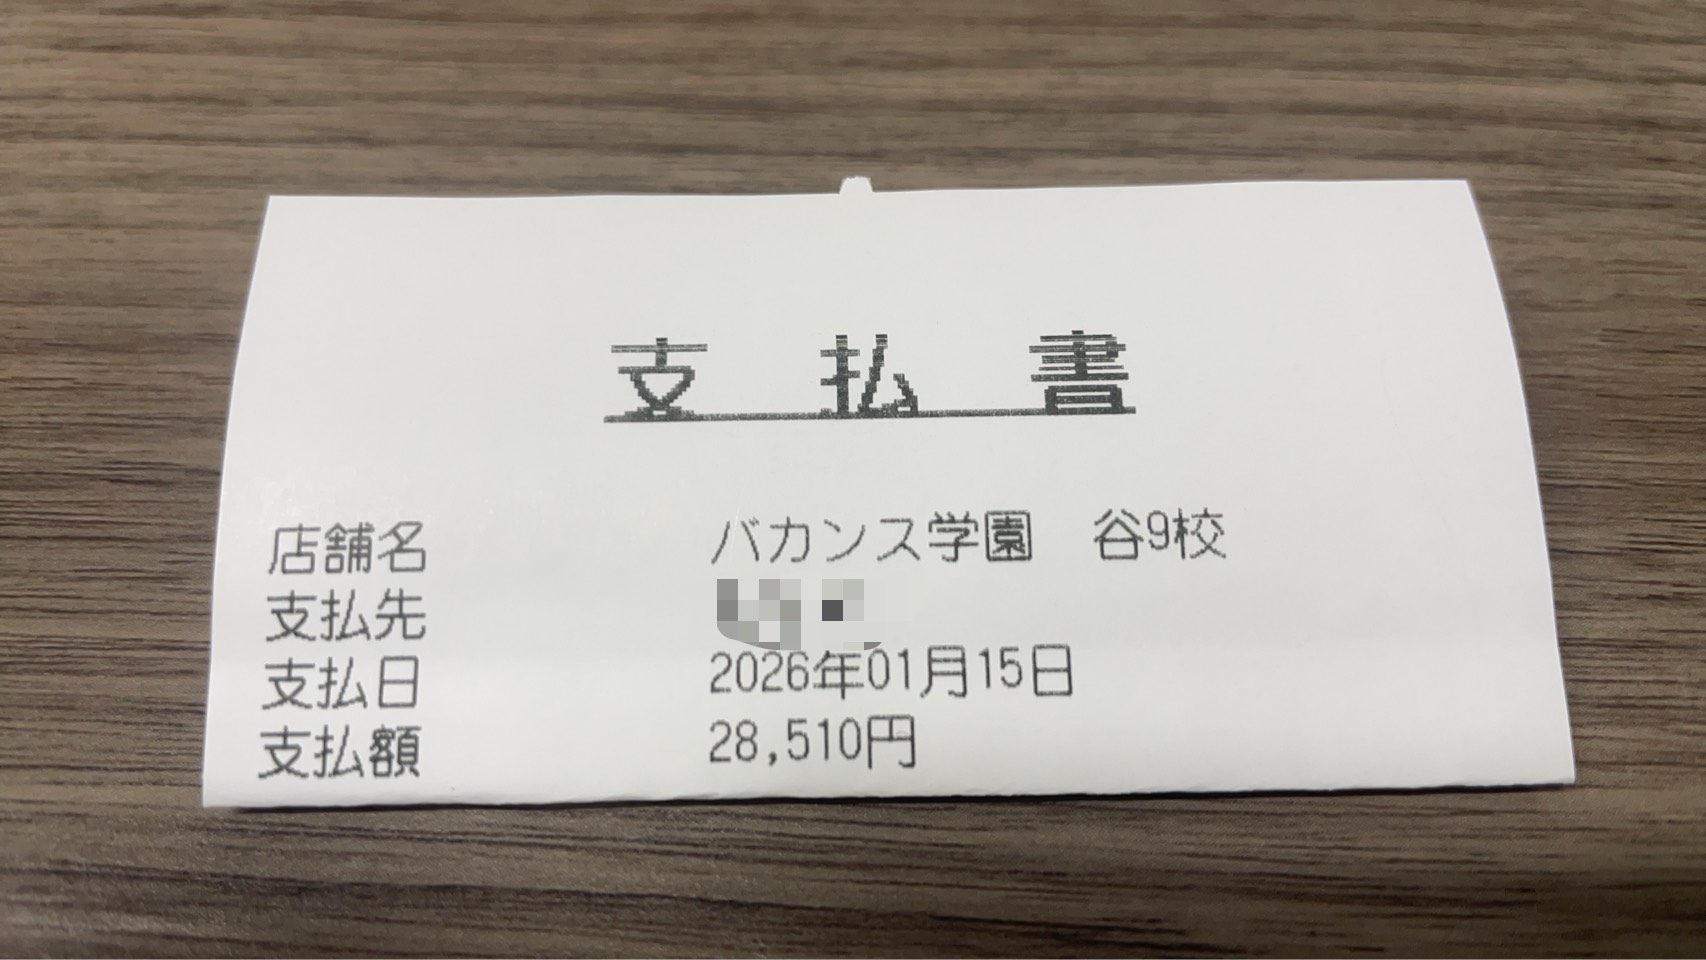 支払書
店舗名 バカンス学園 谷9校
支払先
支払日 2026年01月15日
支払額 28,510円